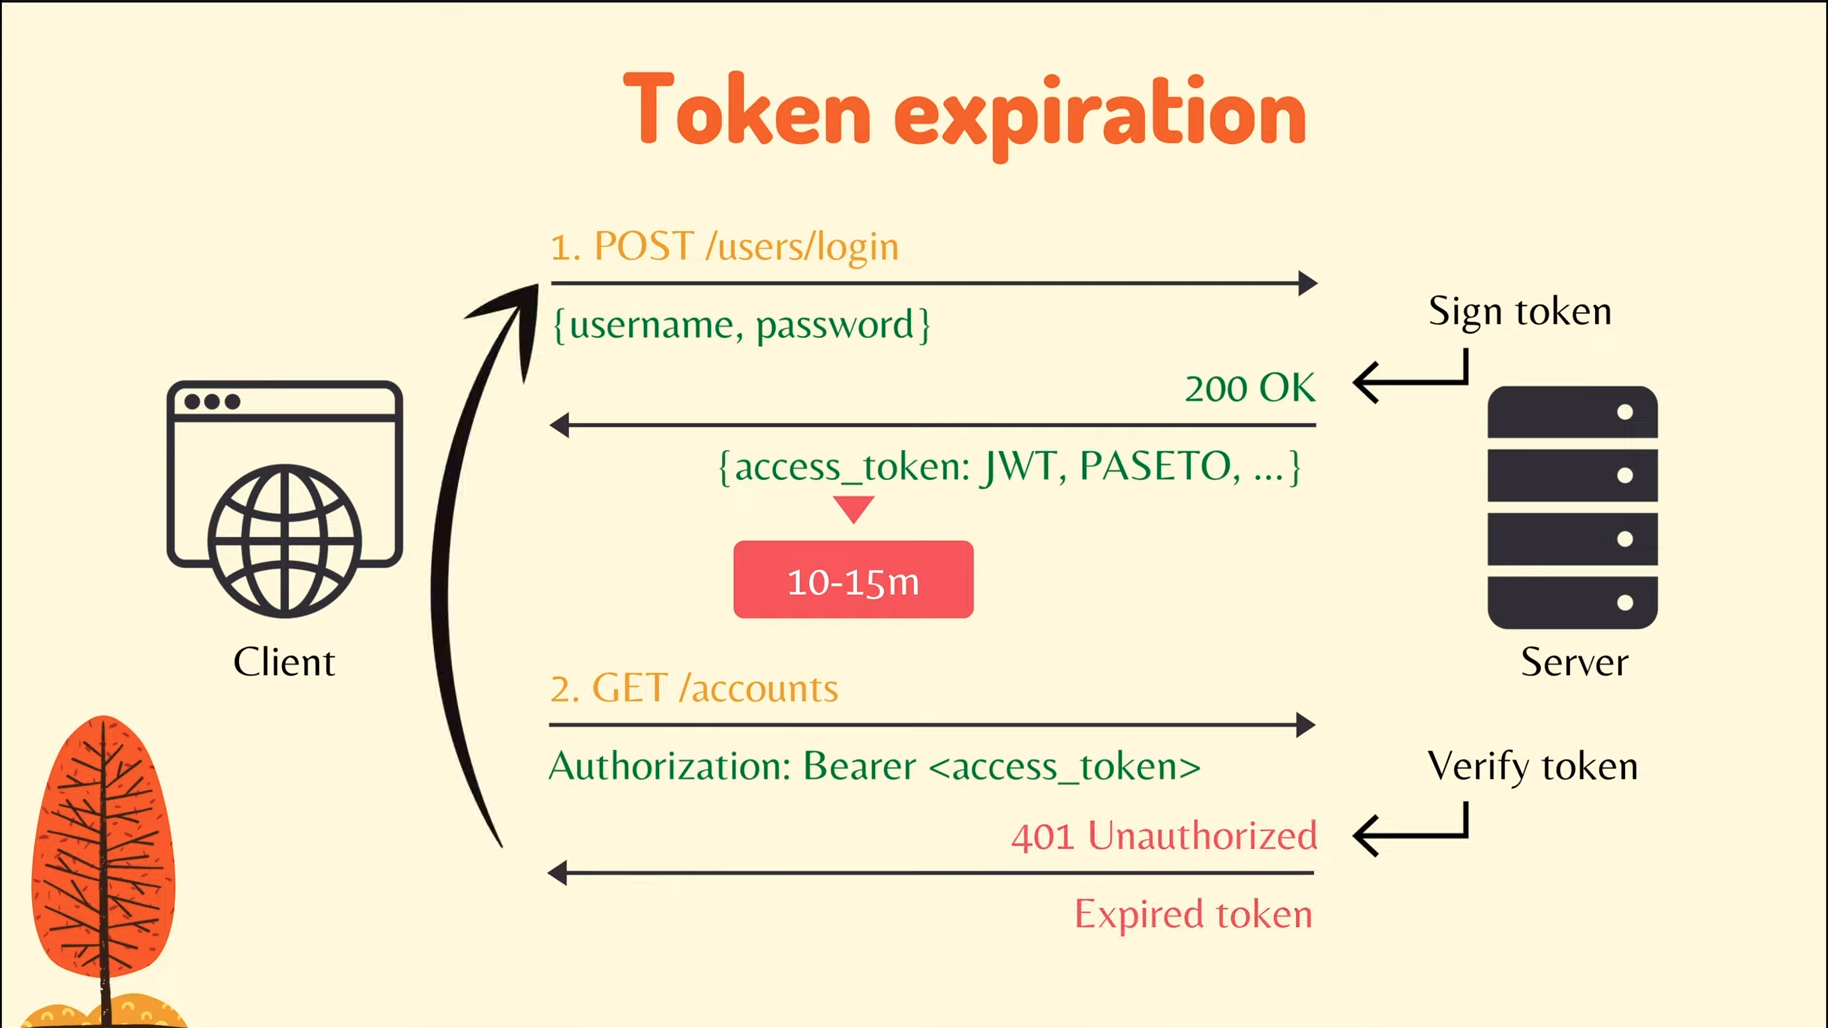 Token expiration
1. POST /users/login
{username, password}
Sign token
200 OK
{access_token: JWT, PASETO, ...}
10-15m
Client
Server
2. GET /accounts
Authorization: Bearer <access_token>
Verify token
401 Unauthorized
Expired token